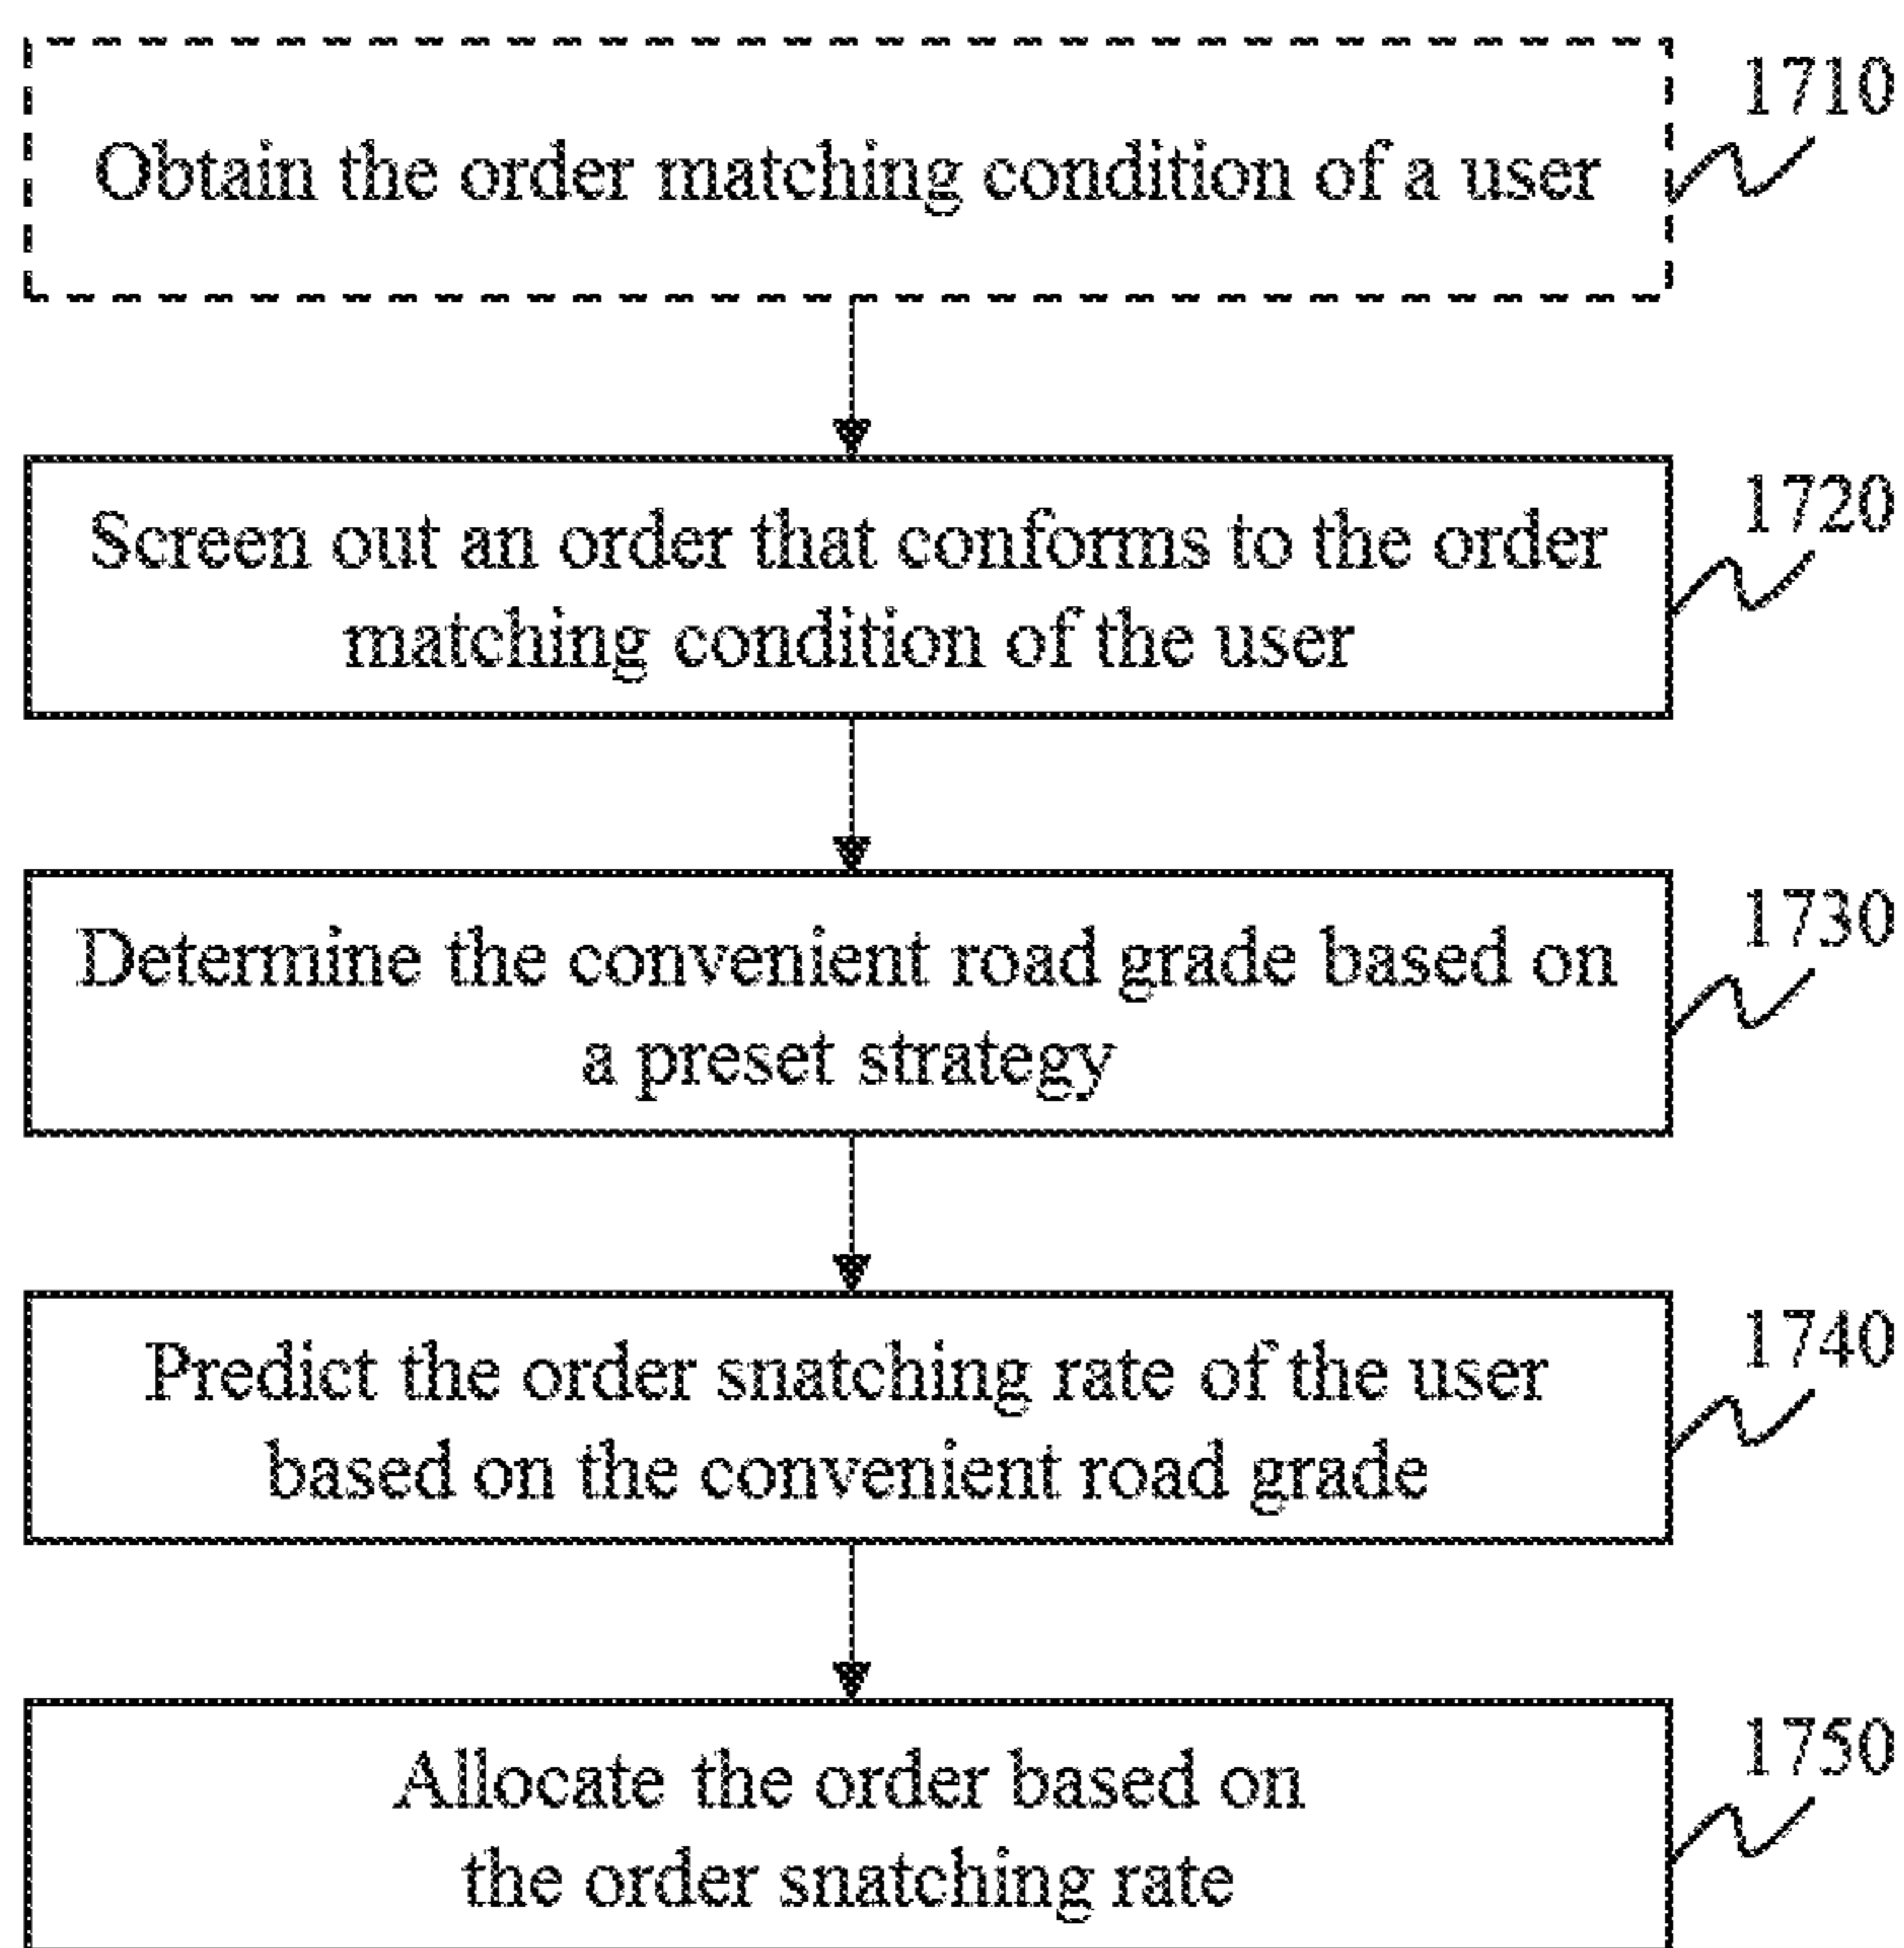 1710
Obtain the order matching condition of a user
1720
Screen out an order that conforms to the order
matching condition of the user
1730
Determine the convenient road grade based on
a preset strategy
1740
Predict the order snatching rate of the user
based on the convenient road grade
1750
Allocate the order based on
the order snatching rate